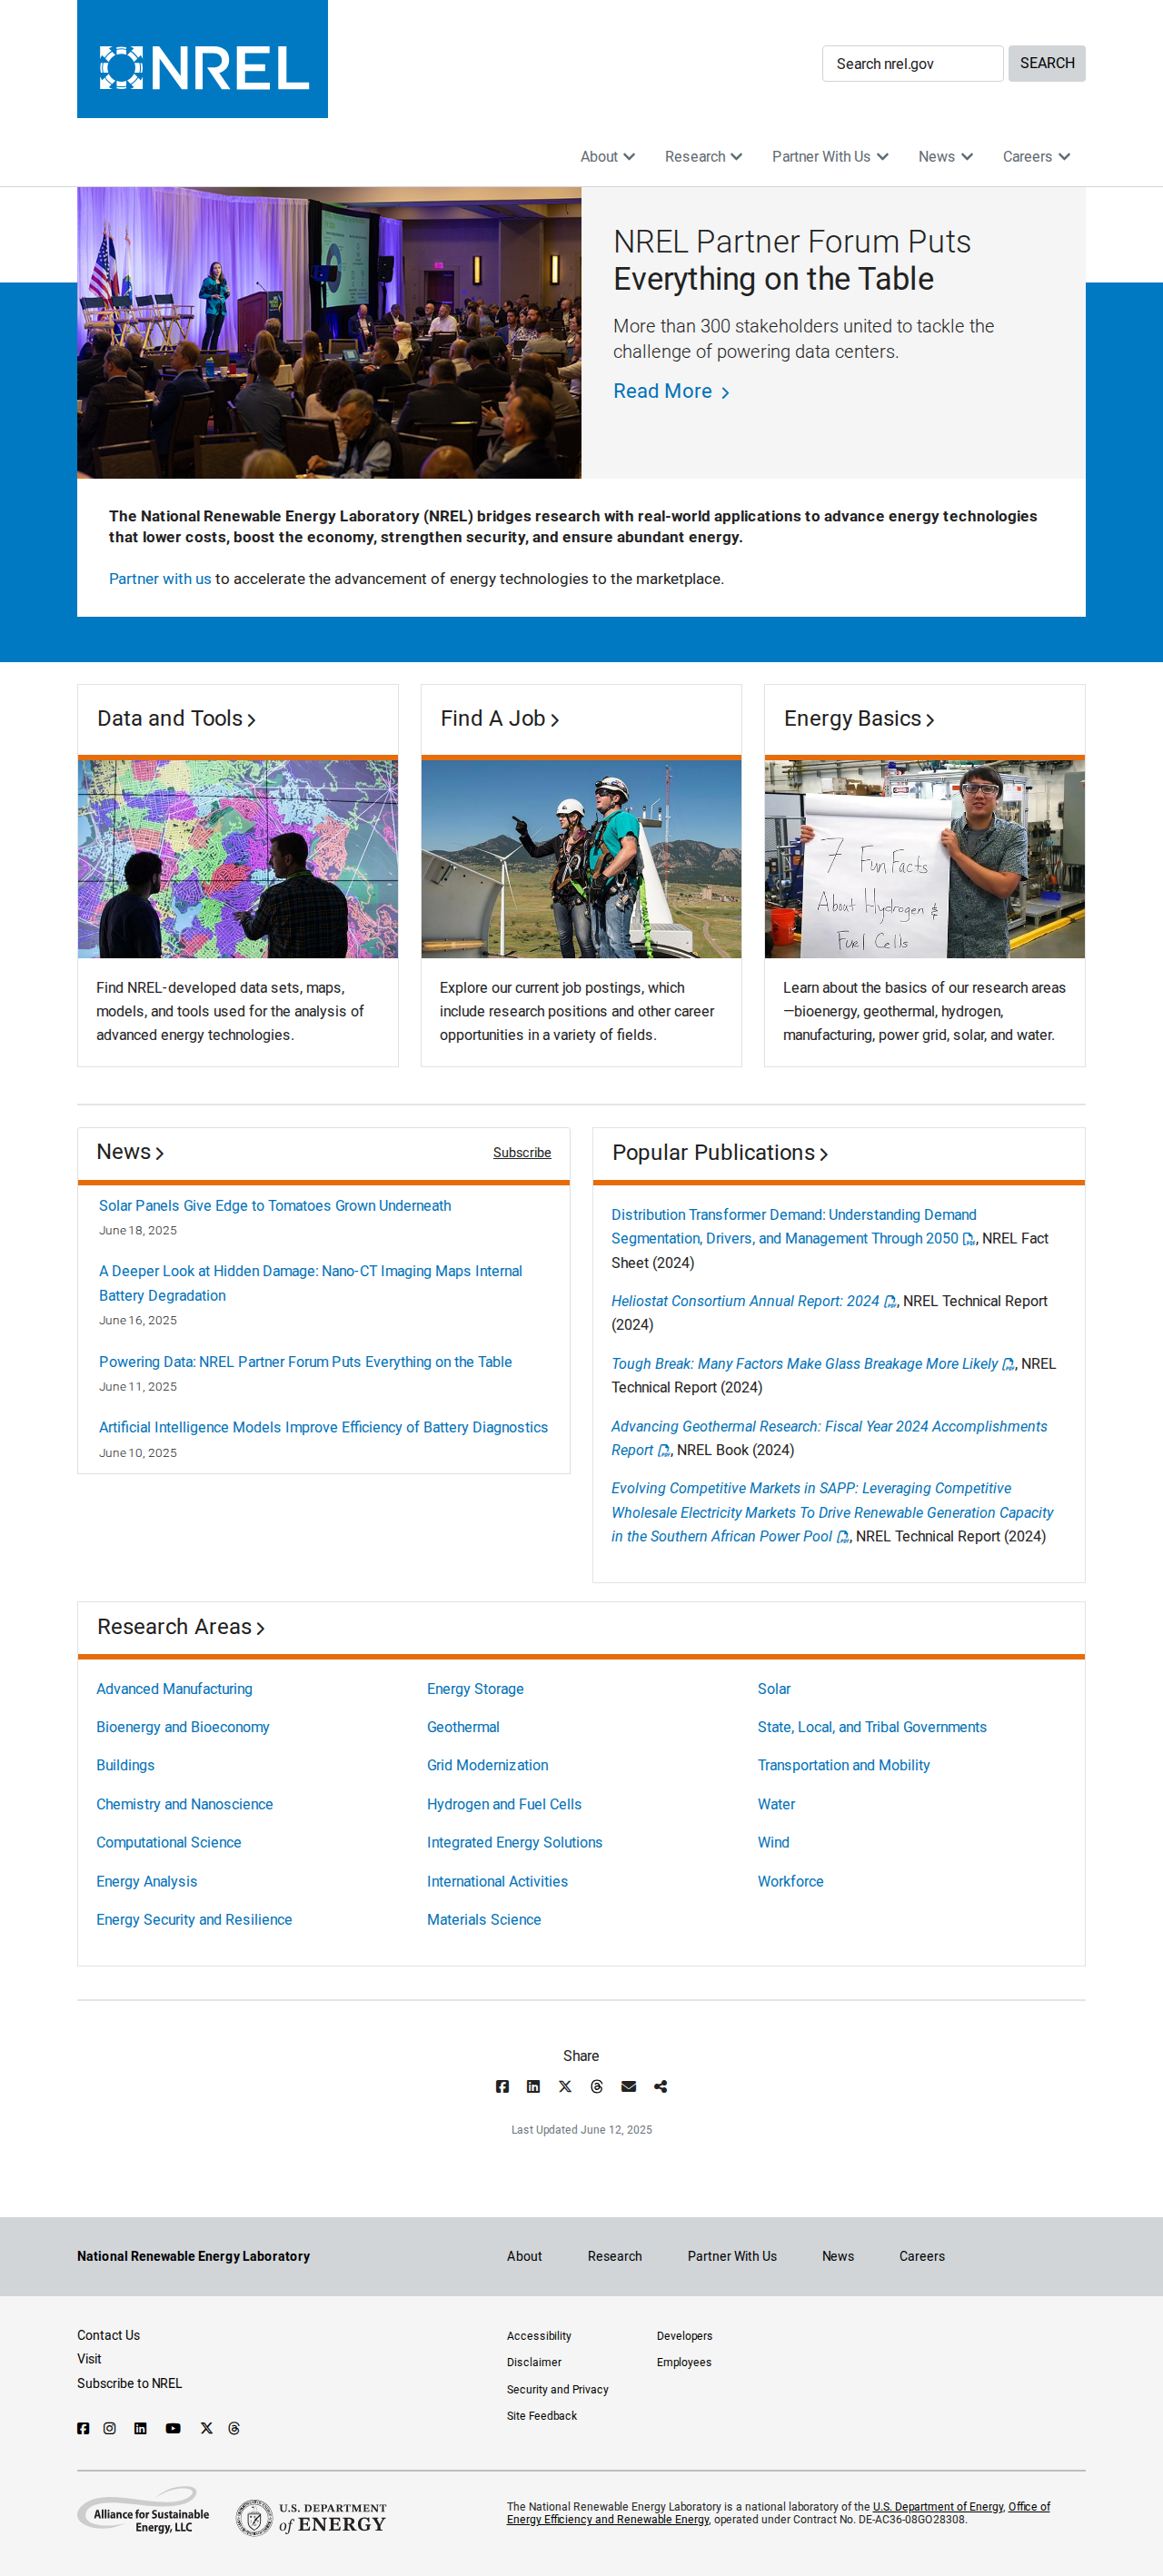 NREL
Search nrel.gov
SEARCH
About
Research
Partner With Us
News
Careers
NREL Partner Forum Puts
Everything on the Table
More than 300 stakeholders united to tackle the
challenge of powering data centers.
Read More
The National Renewable Energy Laboratory (NREL) bridges research with real-world applications to advance energy technologies
that lower costs, boost the economy, strengthen security, and ensure abundant energy.
Partner with us to accelerate the advancement of energy technologies to the marketplace.
Data and Tools
Find NREL-developed data sets, maps,
models, and tools used for the analysis of
advanced energy technologies.
Find A Job
Explore our current job postings, which
include research positions and other career
opportunities in a variety of fields.
Energy Basics
7 Fun Facts
About Hydrogen &
Fuel Cells
Learn about the basics of our research areas
—bioenergy, geothermal, hydrogen,
manufacturing, power grid, solar, and water.
News
Subscribe
Solar Panels Give Edge to Tomatoes Grown Underneath
June 18, 2025
A Deeper Look at Hidden Damage: Nano-CT Imaging Maps Internal
Battery Degradation
June 16, 2025
Powering Data: NREL Partner Forum Puts Everything on the Table
June 11, 2025
Artificial Intelligence Models Improve Efficiency of Battery Diagnostics
June 10, 2025
Popular Publications
Distribution Transformer Demand: Understanding Demand
Segmentation, Drivers, and Management Through 2050, NREL Fact
Sheet (2024)
Heliostat Consortium Annual Report: 2024, NREL Technical Report
(2024)
Tough Break: Many Factors Make Glass Breakage More Likely, NREL
Technical Report (2024)
Advancing Geothermal Research: Fiscal Year 2024 Accomplishments
Report, NREL Book (2024)
Evolving Competitive Markets in SAPP: Leveraging Competitive
Wholesale Electricity Markets To Drive Renewable Generation Capacity
in the Southern African Power Pool, NREL Technical Report (2024)
Research Areas
Advanced Manufacturing
Bioenergy and Bioeconomy
Buildings
Chemistry and Nanoscience
Computational Science
Energy Analysis
Energy Security and Resilience
Energy Storage
Geothermal
Grid Modernization
Hydrogen and Fuel Cells
Integrated Energy Solutions
International Activities
Materials Science
Solar
State, Local, and Tribal Governments
Transportation and Mobility
Water
Wind
Workforce
Share
Last Updated June 12, 2025
National Renewable Energy Laboratory
About
Research
Partner With Us
News
Careers
Contact Us
Visit
Subscribe to NREL
Accessibility
Disclaimer
Security and Privacy
Site Feedback
Developers
Employees
Alliance for Sustainable
Energy, LLC
U.S. DEPARTMENT
of ENERGY
The National Renewable Energy Laboratory is a national laboratory of the U.S. Department of Energy, Office of
Energy Efficiency and Renewable Energy, operated under Contract No. DE-AC36-08GO28308.